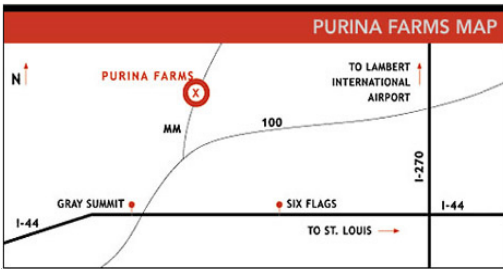 PURINA FARMS MAP
N
PURINA FARMS
X
TO LAMBERT
INTERNATIONAL
AIRPORT
MM
100
I-270
GRAY SUMMIT
SIX FLAGS
I-44
I-44
TO ST. LOUIS